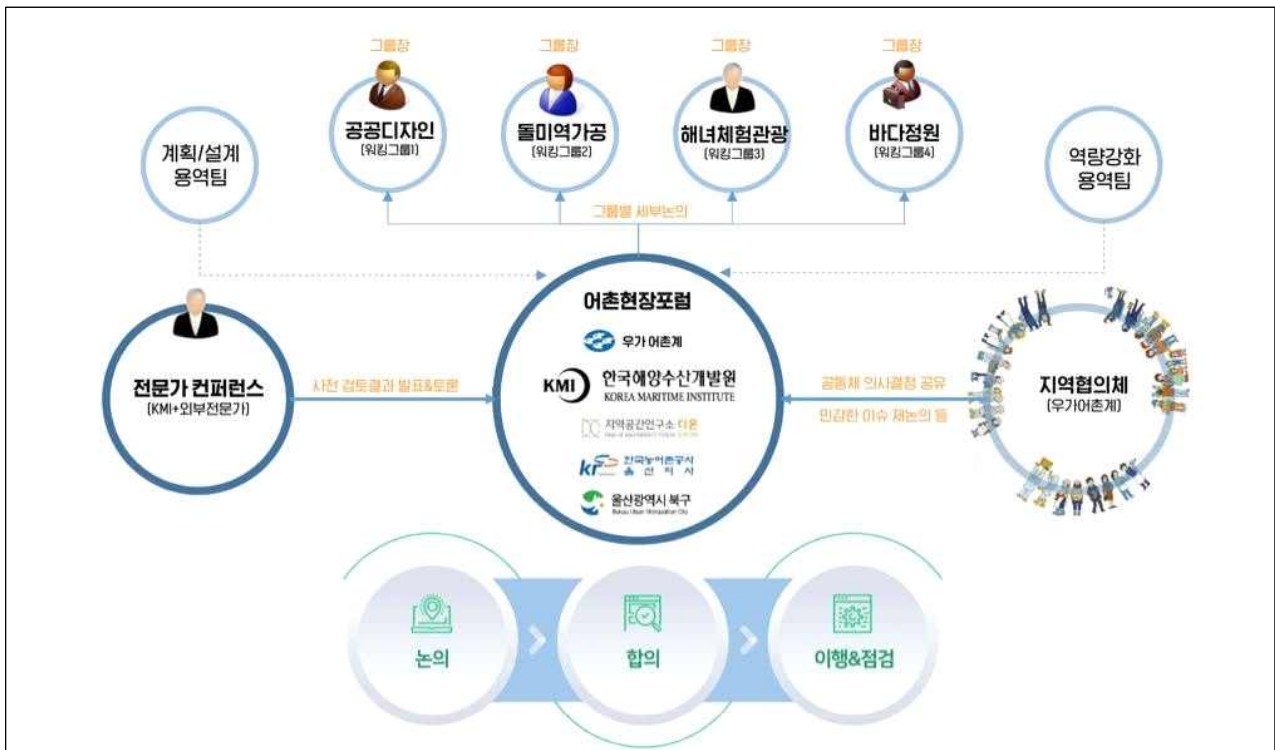 그룹장
그룹장
그룹장
그룹장
공공디자인
(워킹그룹1)
돌미역가공
(워킹그룹2)
해녀체험관광
(워킹그룹3)
바다정원
(워킹그룹4)
계획/설계
용역팀
역량강화
용역팀
그룹별 세부논의
어촌현장포럼
우가 어촌계
KMI 한국해양수산개발원
KOREA MARITIME INSTITUTE
지역공간연구소 다온
한국농어촌공사
울산지사
울산광역시 북구
전문가 컨퍼런스
(KMI+외부전문가)
사전 검토결과 발표&토론
공동체 의사결정 공유
민감한 이슈 재논의 등
지역협의체
(우가어촌계)
논의
합의
이행&점검